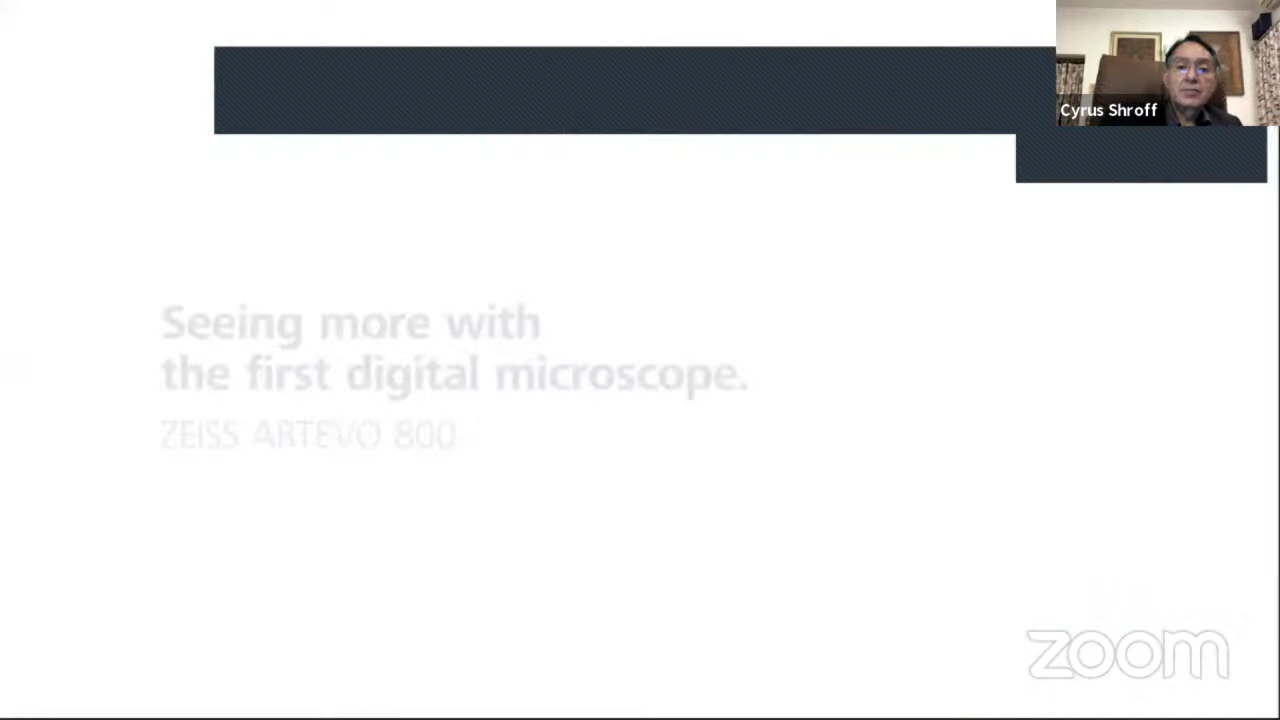 Cyrus Shroff
Seeing more with
the first digital microscope.
ZEISS ARTEVO 800
zoom